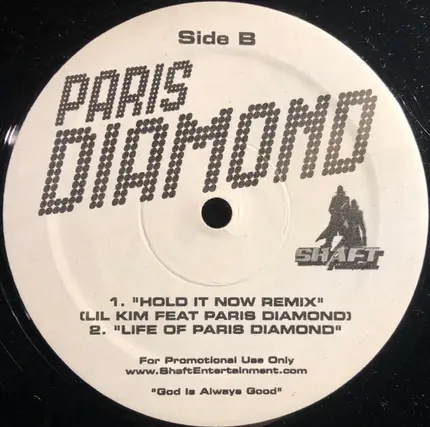 Side B
PARIS
DIAMOND
SHAFT
1. "HOLD IT NOW REMIX"
(LIL KIM FEAT PARIS DIAMOND)
2. "LIFE OF PARIS DIAMOND"
For Promotional Use Only
www.ShaftEntertainment.com
"God is Always Good"